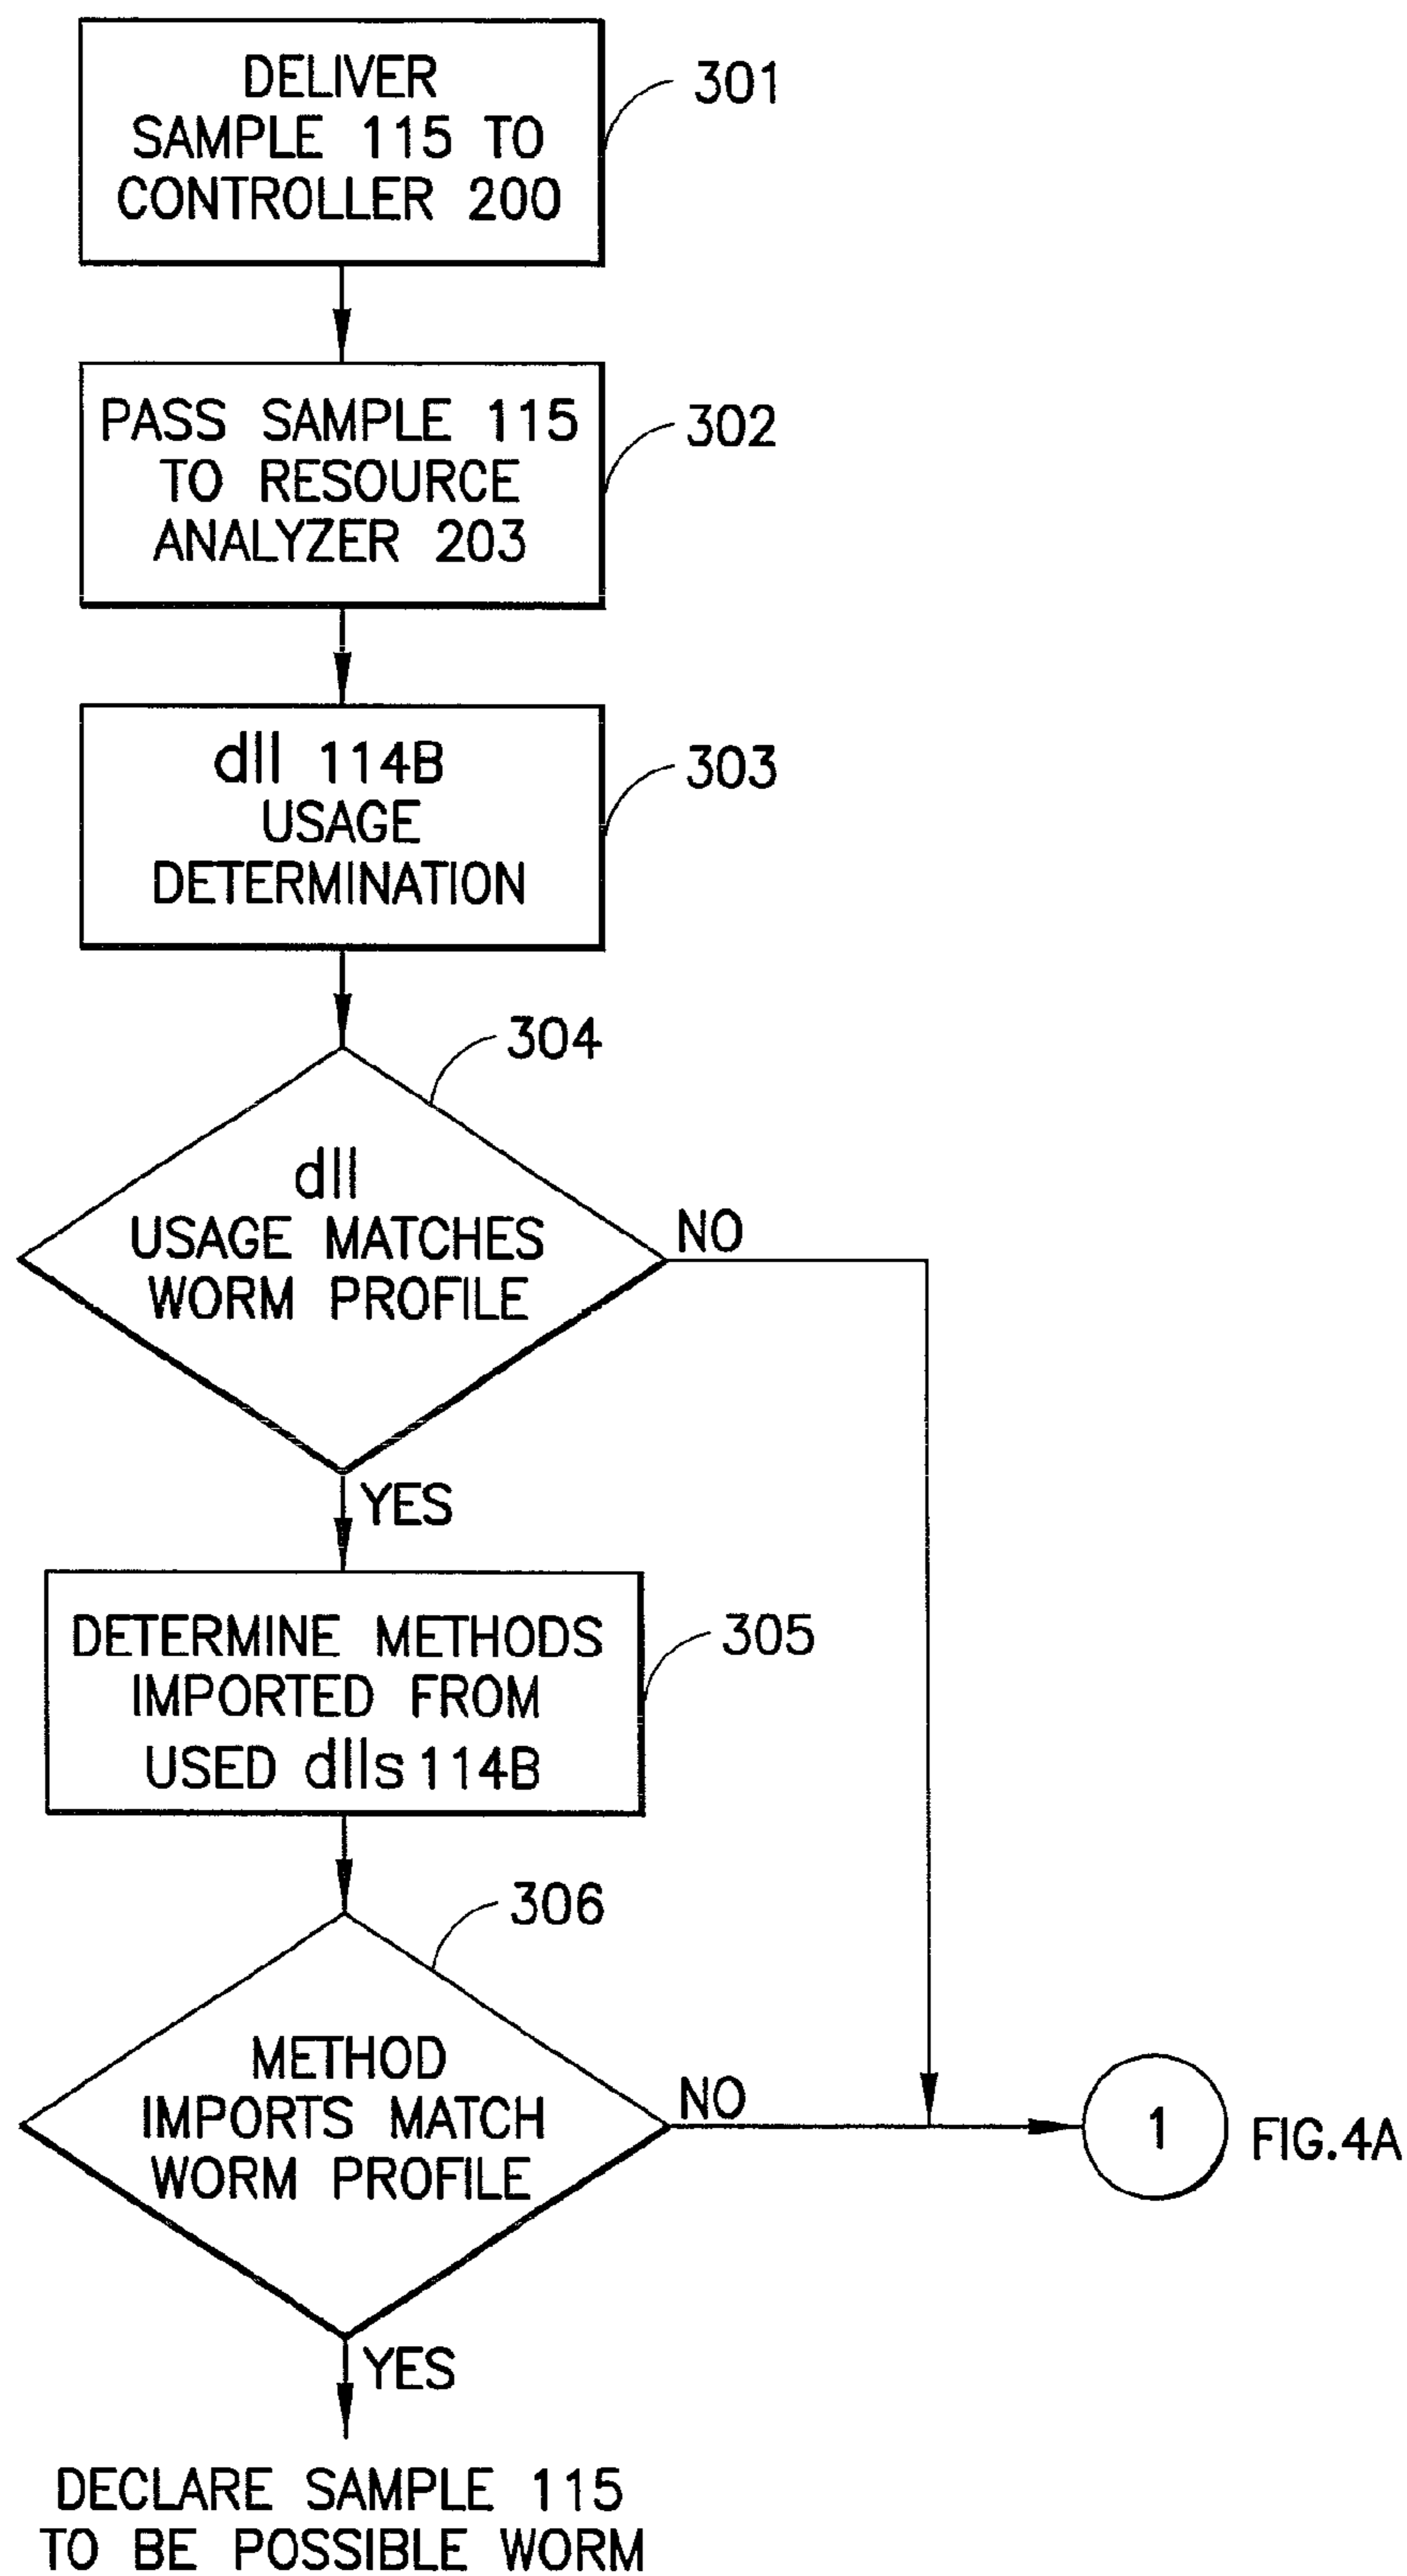 DELIVER
SAMPLE 115 TO
CONTROLLER 200
301
PASS SAMPLE 115
TO RESOURCE
ANALYZER 203
302
dll 114B
USAGE
DETERMINATION
303
304
dll
USAGE MATCHES
WORM PROFILE
NO
YES
DETERMINE METHODS
IMPORTED FROM
USED dlls 114B
305
306
METHOD
IMPORTS MATCH
WORM PROFILE
NO
1
FIG.4A
YES
DECLARE SAMPLE 115
TO BE POSSIBLE WORM